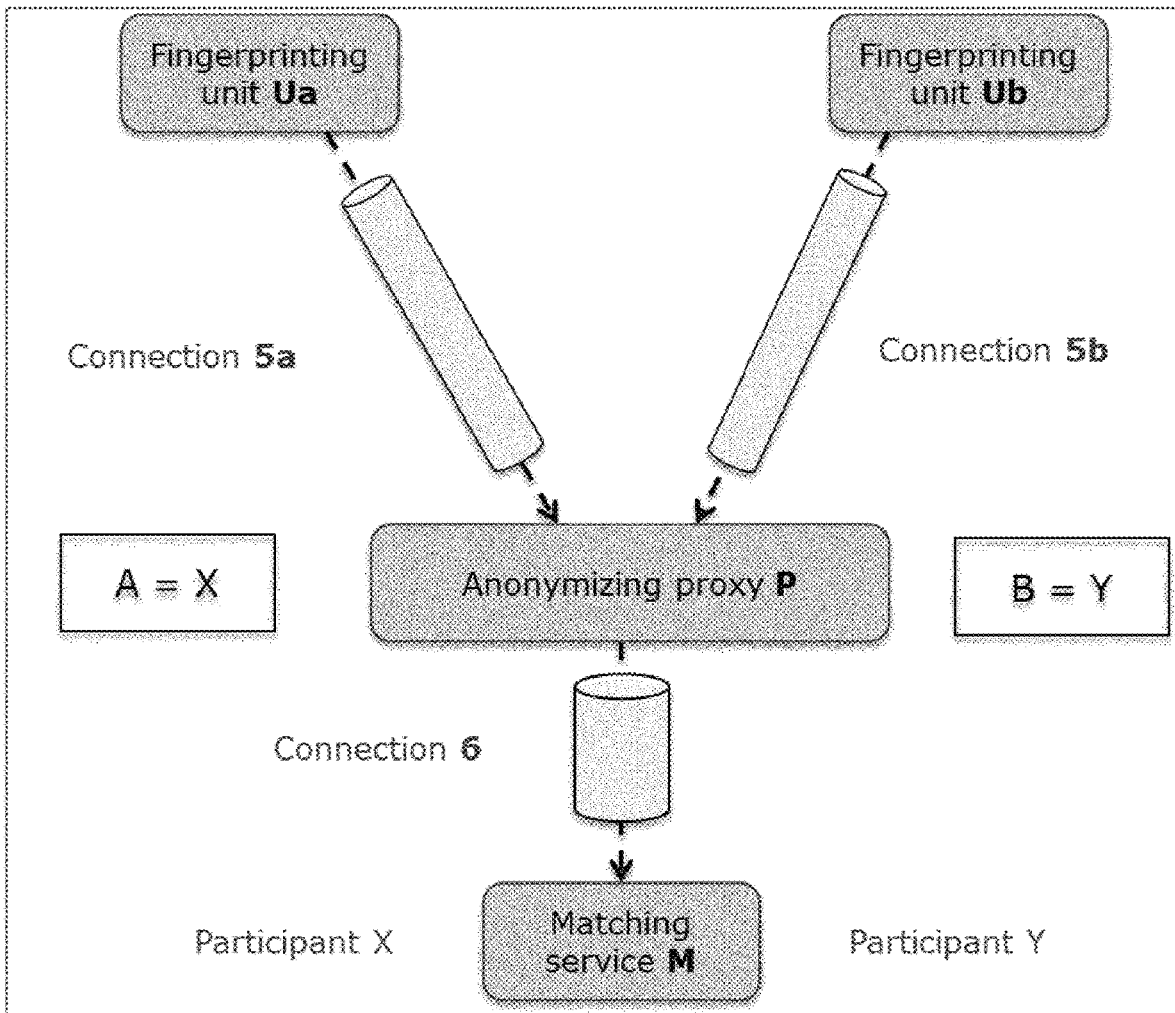 Fingerprinting
unit Ua
Fingerprinting
unit Ub
Connection 5a
Connection 5b
A = X
Anonymizing proxy P
B = Y
Connection 6
Participant X
Matching
service M
Participant Y